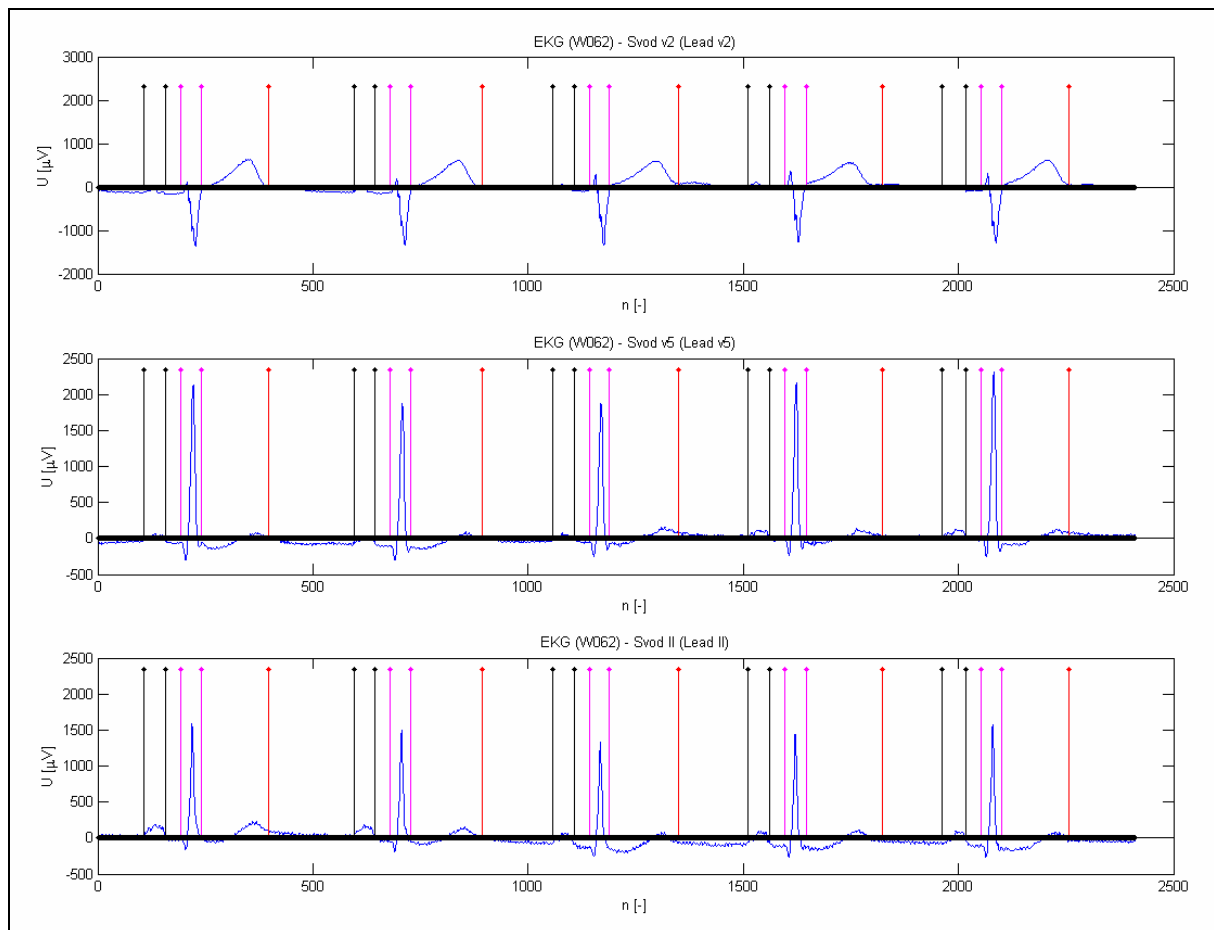 EKG (W062) - Svod v2 (Lead v2)
3000
2000
1000
0
-1000
-2000
U [µV]
0 500 1000 1500 2000 2500
n [-]
EKG (W062) - Svod v5 (Lead v5)
2500
2000
1500
1000
500
0
-500
U [µV]
0 500 1000 1500 2000 2500
n [-]
EKG (W062) - Svod II (Lead II)
2500
2000
1500
1000
500
0
-500
U [µV]
0 500 1000 1500 2000 2500
n [-]